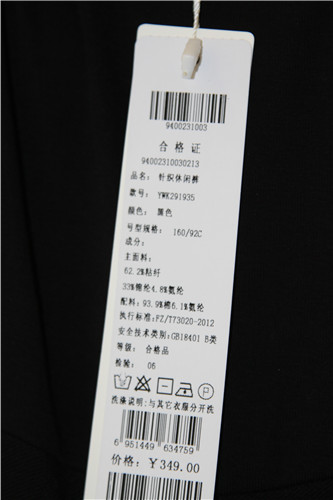 9400231003
合格证
94002310030213
品名: 针织休闲裤
款号: YWK291935
颜色: 黑色
号型规格: 160/92C
成分:
主面料:
62.2%粘纤
33%锦纶4.8%氨纶
配料: 93.9%棉6.1%氨纶
执行标准:FZ/T73020-2012
安全技术类别:GB18401 B类
等级: 合格品
检验: 06
洗涤说明:与其它衣服分开洗
6 951449 634759
价格: ¥349.00